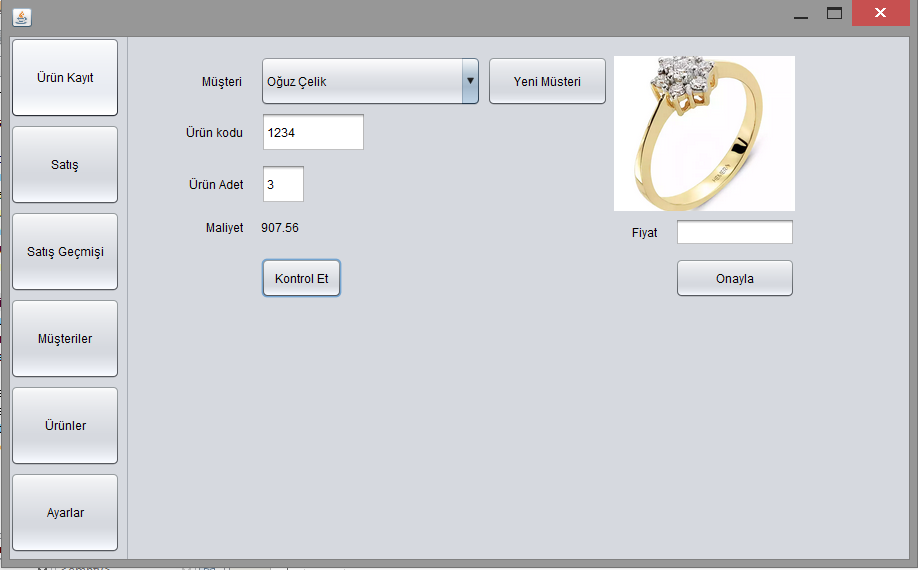 Ürün Kayıt
Satış
Satış Geçmişi
Müşteriler
Ürünler
Ayarlar
Müşteri
Oğuz Çelik
Yeni Müsteri
Ürün kodu
1234
Ürün Adet
3
Maliyet
907.56
Kontrol Et
Fiyat
Onayla